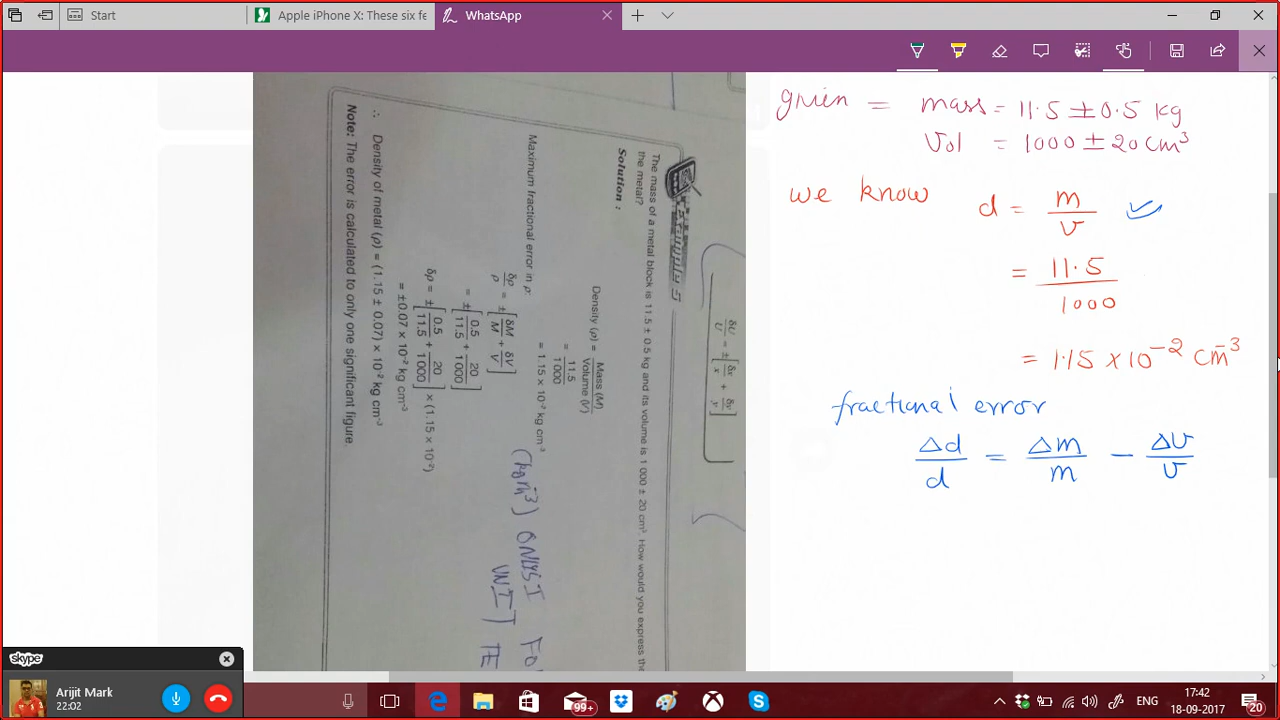 Start
Apple iPhone X: These six fe
WhatsApp
given = mass = 11.5 ± 0.5 kg
Vol = 1000 ± 20 cm³
we know d = m/v
= 11.5/1000
= 1.15 × 10⁻² cm⁻³
fractional error
Δd/d = Δm/m − Δv/v
δU/U = ±[δx/x + δy/y]
The mass of a metal block is 11.5 ± 0.5 kg and its volume is 1 000 ± 20 cm³. How would you express the
the metal?
Solution :
Density (ρ) = Mass (M)/Volume (V)
= 11.5/1000
= 1.15 × 10⁻² kg cm⁻³
Maximum fractional error in ρ:
δρ/ρ = ±[δM/M + δV/V]
= ±[0.5/11.5 + 20/1000]
δρ = ±[0.5/11.5 + 20/1000] × (1.15 × 10⁻²)
= ±0.07 × 10⁻² kg cm⁻³
∴ Density of metal (ρ) = (1.15 ± 0.07) × 10⁻² kg cm⁻³
Note: The error is calculated to only one significant figure.
skype
Arijit Mark
22:02
99+
ENG
17:42
18-09-2017
20